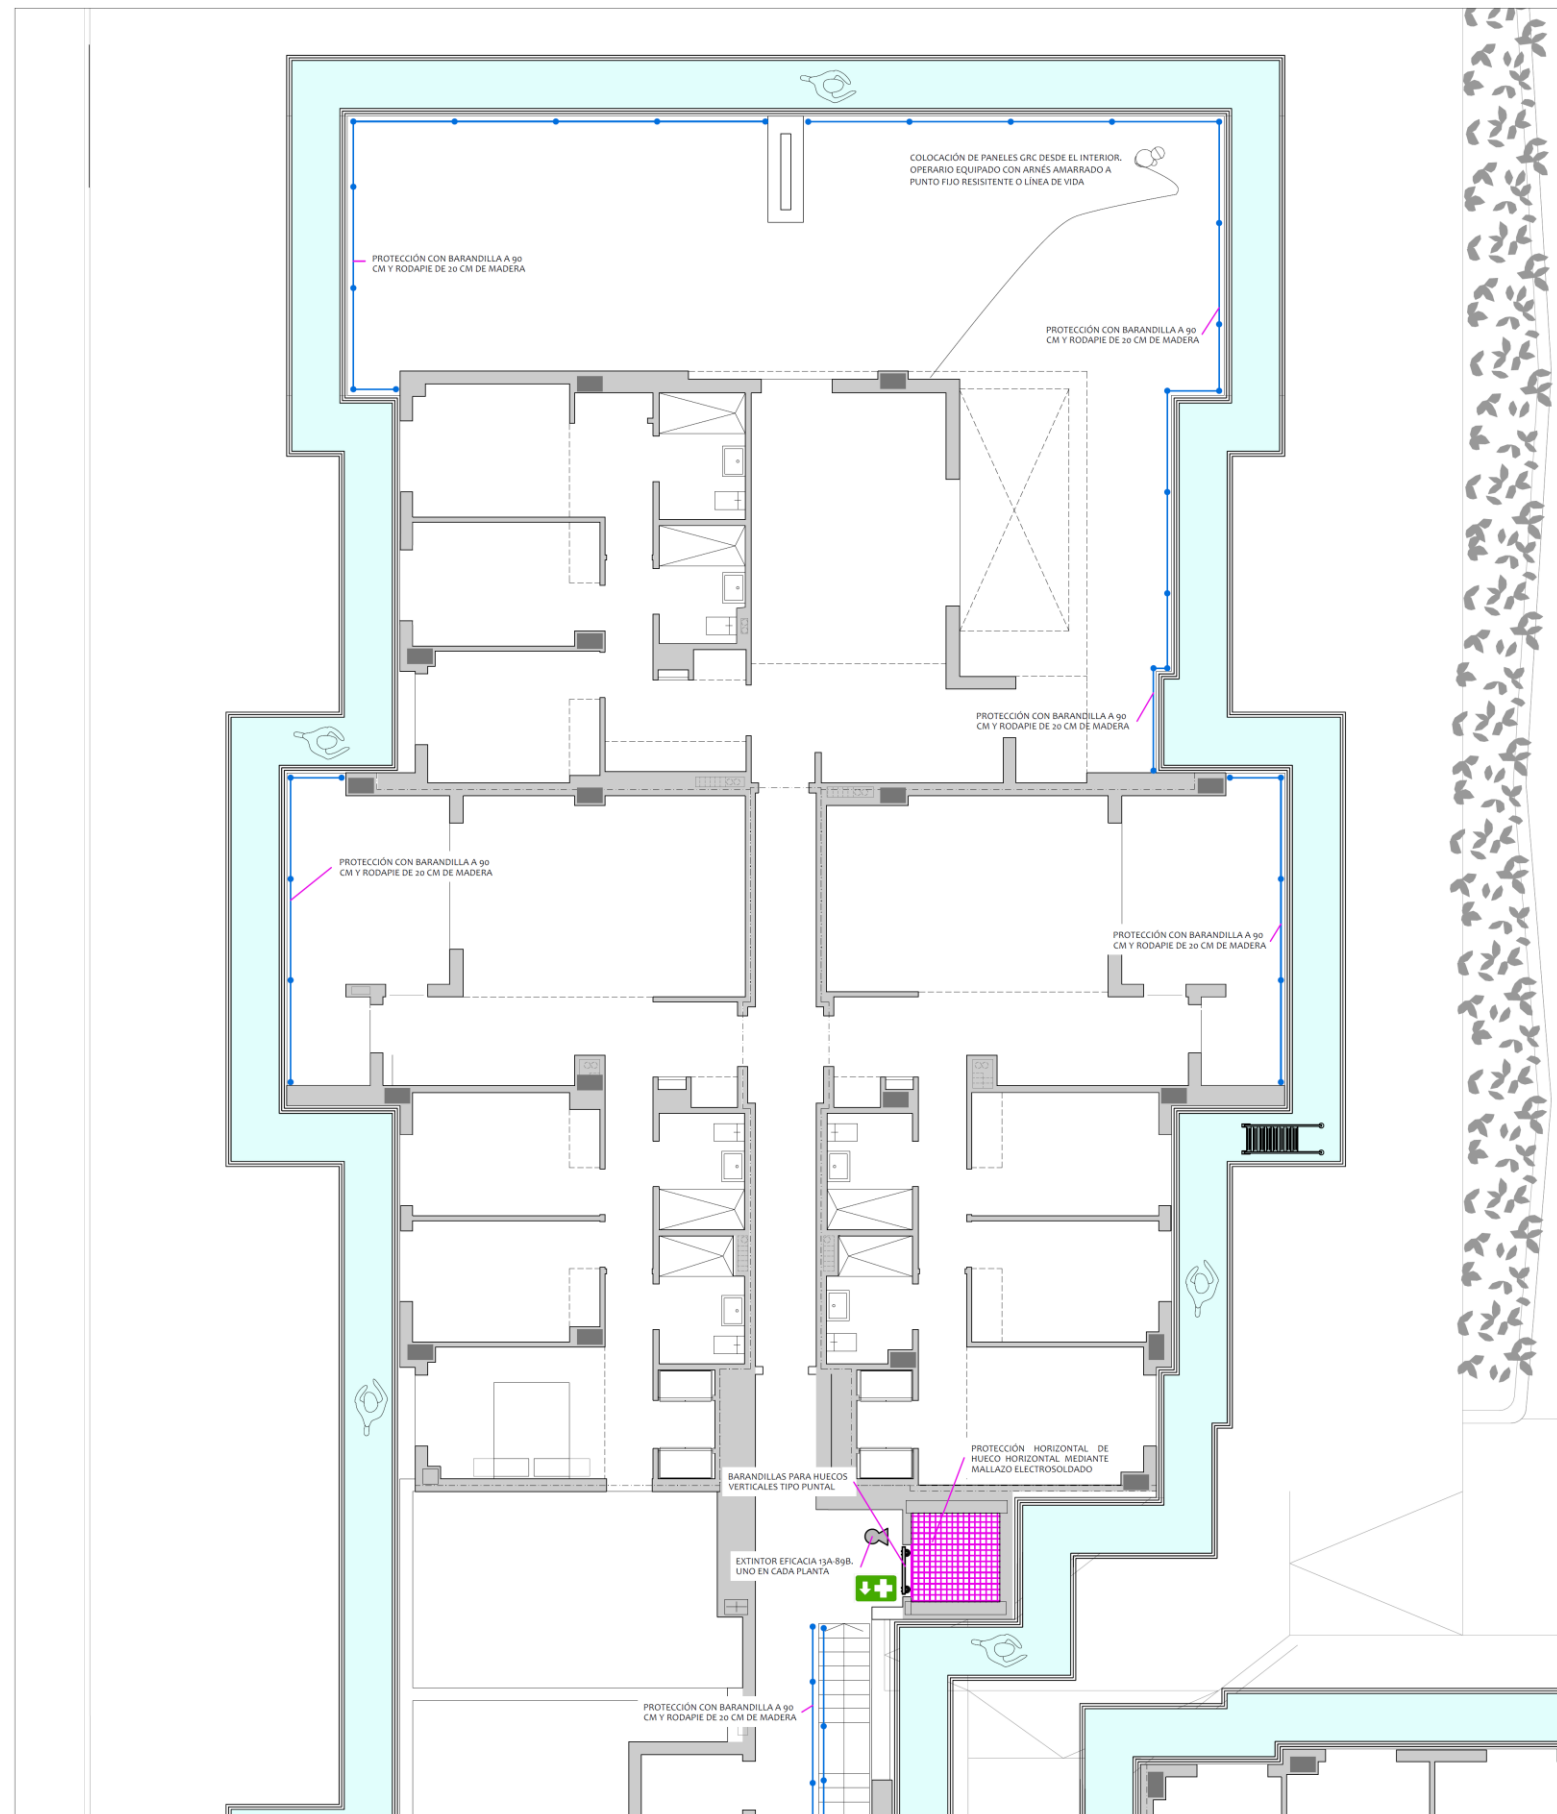 COLOCACIÓN DE PANELES GRC DESDE EL INTERIOR.
OPERARIO EQUIPADO CON ARNÉS AMARRADO A
PUNTO FIJO RESISITENTE O LÍNEA DE VIDA
PROTECCIÓN CON BARANDILLA A 90
CM Y RODAPIE DE 20 CM DE MADERA
PROTECCIÓN CON BARANDILLA A 90
CM Y RODAPIE DE 20 CM DE MADERA
PROTECCIÓN CON BARANDILLA A 90
CM Y RODAPIE DE 20 CM DE MADERA
PROTECCIÓN CON BARANDILLA A 90
CM Y RODAPIE DE 20 CM DE MADERA
PROTECCIÓN CON BARANDILLA A 90
CM Y RODAPIE DE 20 CM DE MADERA
PROTECCIÓN HORIZONTAL DE
HUECO HORIZONTAL MEDIANTE
MALLAZO ELECTROSOLDADO
BARANDILLAS PARA HUECOS
VERTICALES TIPO PUNTAL
EXTINTOR EFICACIA 13A-89B.
UNO EN CADA PLANTA
PROTECCIÓN CON BARANDILLA A 90
CM Y RODAPIE DE 20 CM DE MADERA